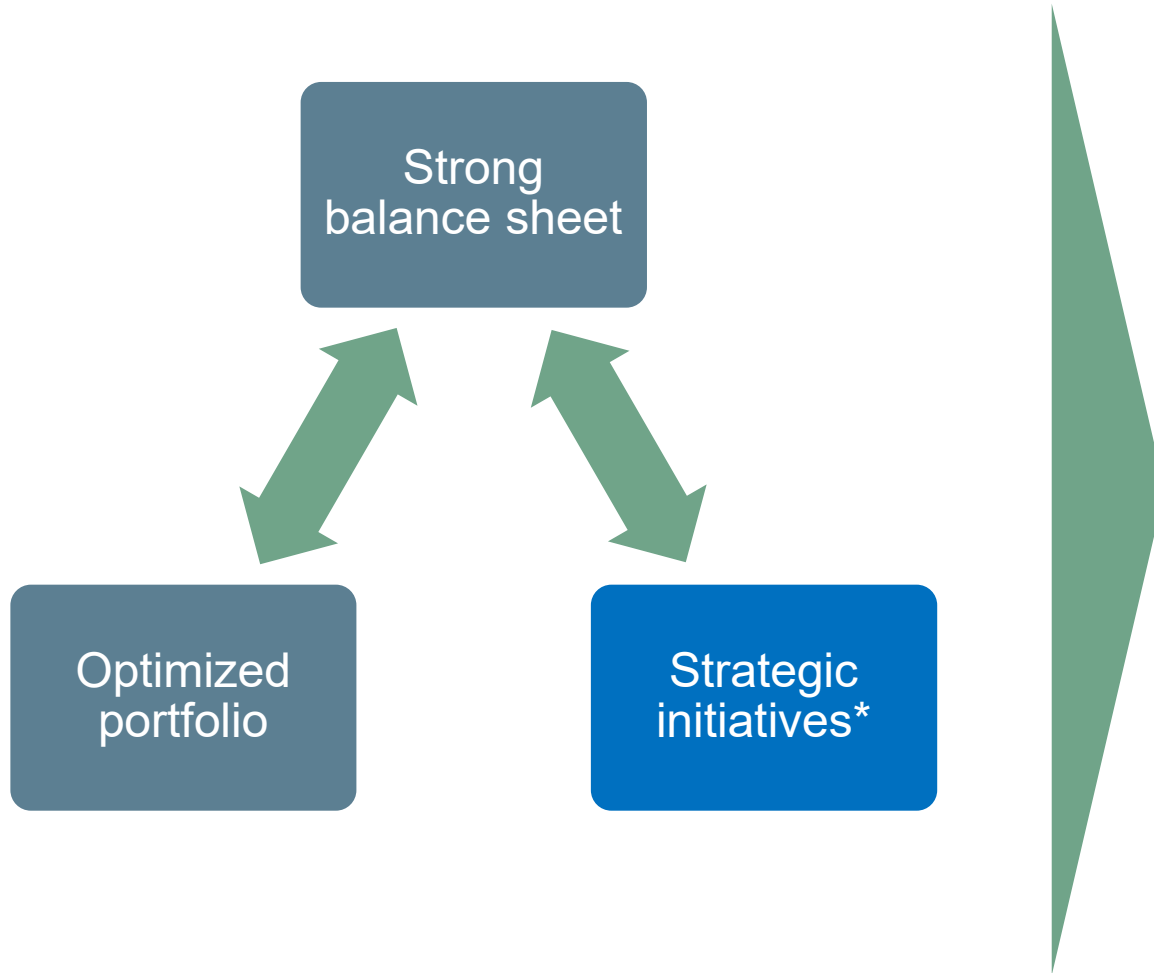 Strong
balance sheet
Optimized
portfolio
Strategic
initiatives*